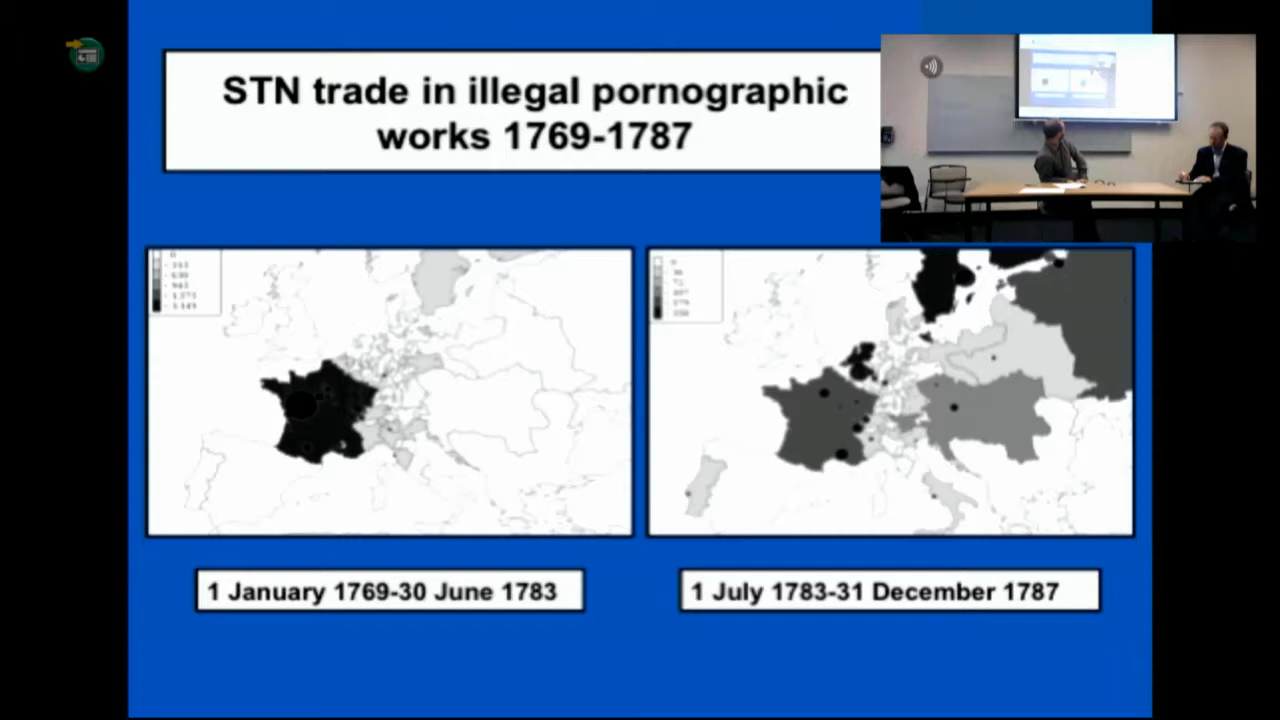 STN trade in illegal pornographic
works 1769-1787
1 January 1769-30 June 1783
1 July 1783-31 December 1787